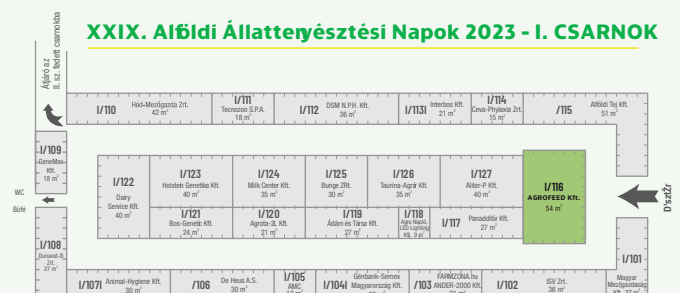 XXIX. Alföldi Állattenyésztési Napok 2023 - I. CSARNOK
Átjáró az
II. sz. fedett csarnokba
I/110
Hód-Mezőgazda Zrt.
42 m²
I/111
Tecnozoo S.P.A.
18 m²
I/112
DSM N.P.H. Kft.
36 m²
I/113I
Interbos Kft.
21 m²
I/114
Ceva-Phylaxia Zrt.
15 m²
/115
Alföldi Tej Kft.
51 m²
I/109
GeneMax
Kft.
18 m²
WC
Büfé
I/108
Dunavet-B
Zrt.
27 m²
I/122
Dairy
Service Kft.
40 m²
I/123
Holsten Genetika Kft.
40 m²
I/124
Milk Center Kft.
35 m²
I/125
Bunge ZRt.
30 m²
I/126
Taurina-Agrár Kft.
35 m²
I/127
Aliter-P Kft.
40 m²
I/116
AGROFEED Kft.
54 m²
I/121
Bos-Genetic Kft.
24 m²
I/120
Agrota-2L Kft.
21 m²
I/119
Ádám és Társa Kft.
27 m²
I/118
Agro Napló,
LED Lighting
Kft. 9 m²
I/117
Panadditív Kft.
27 m²
D'sztŽr
I/101
Magyar
Mezőgazdaság
I/107I
Animal-Hygiene Kft.
30 m²
/106
De Heus A.S.
30 m²
I/105
AMC
I/104I
Génbank-Semex
Magyarország Kft.
/103
FARMZONA.hu
ANDER-2000 Kft.
I/102
ISV Zrt.
36 m²